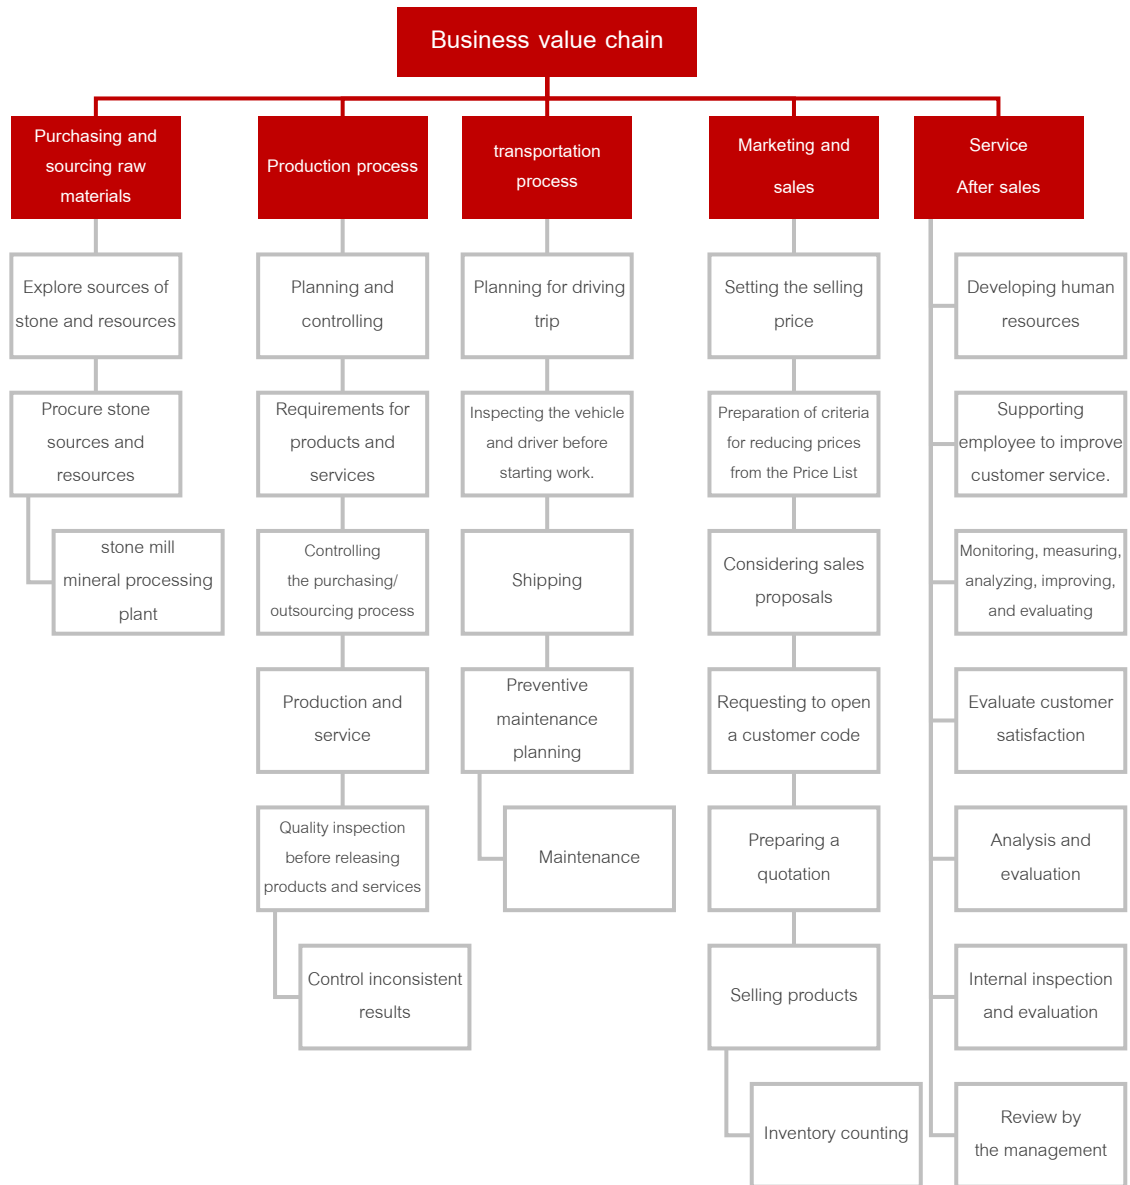 Business value chain
Purchasing and
sourcing raw
materials
Explore sources of
stone and resources
Procure stone
sources and
resources
stone mill
mineral processing
plant
Production process
Planning and
controlling
Requirements for
products and
services
Controlling
the purchasing/
outsourcing process
Production and
service
Quality inspection
before releasing
products and services
Control inconsistent
results
transportation
process
Planning for driving
trip
Inspecting the vehicle
and driver before
starting work.
Shipping
Preventive
maintenance
planning
Maintenance
Marketing and
sales
Setting the selling
price
Preparation of criteria
for reducing prices
from the Price List
Considering sales
proposals
Requesting to open
a customer code
Preparing a
quotation
Selling products
Inventory counting
Service
After sales
Developing human
resources
Supporting
employee to improve
customer service.
Monitoring, measuring,
analyzing, improving,
and evaluating
Evaluate customer
satisfaction
Analysis and
evaluation
Internal inspection
and evaluation
Review by
the management